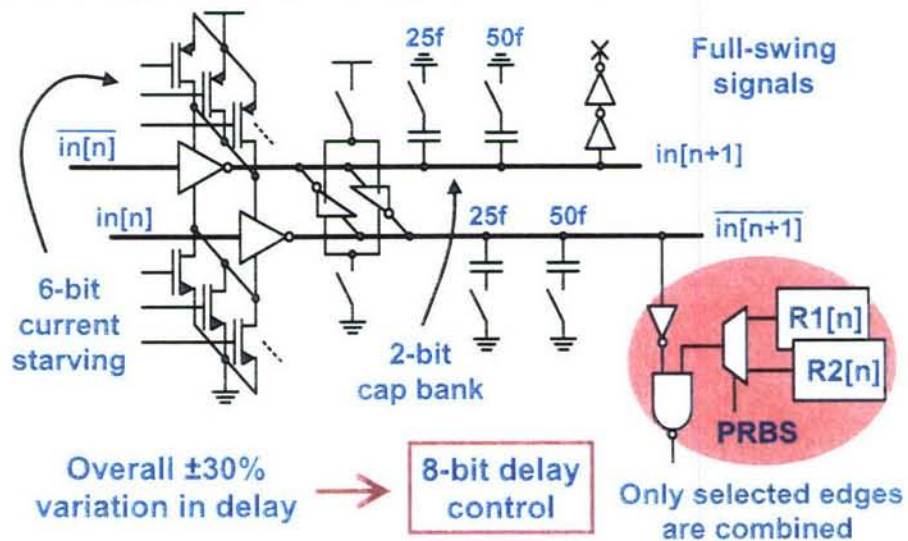 25f
50f
Full-swing
signals
in[n]
in[n+1]
in[n]
25f
50f
in[n+1]
6-bit
current
starving
2-bit
cap bank
R1[n]
R2[n]
PRBS
Overall ±30%
variation in delay
8-bit delay
control
Only selected edges
are combined